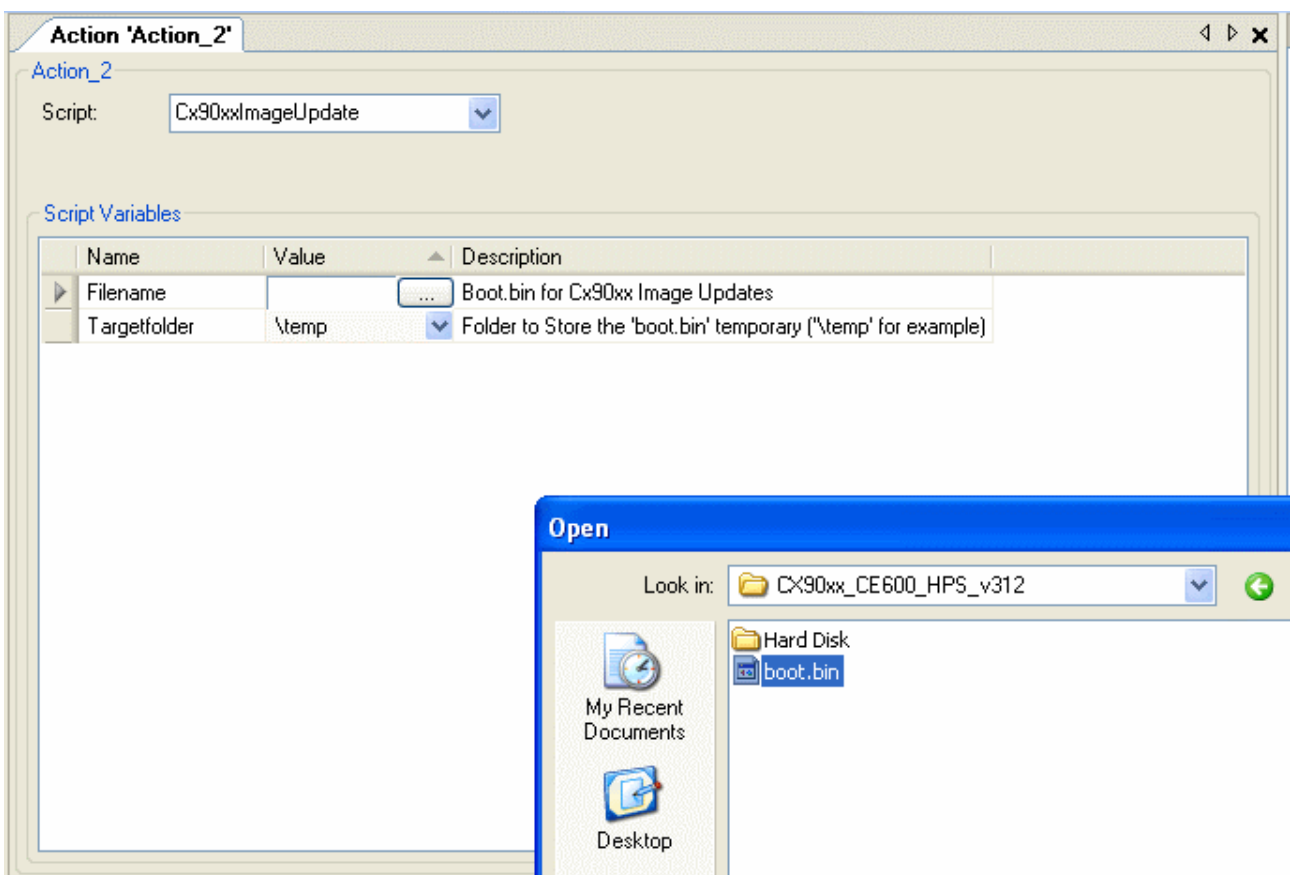 Action 'Action_2'
Action_2
Script: Cx90xxImageUpdate
Script Variables
Name Value Description
Filename ... Boot.bin for Cx90xx Image Updates
Targetfolder \temp Folder to Store the 'boot.bin' temporary ('\temp' for example)
Open
Look in: CX90xx_CE600_HPS_v312
Hard Disk
boot.bin
My Recent
Documents
Desktop